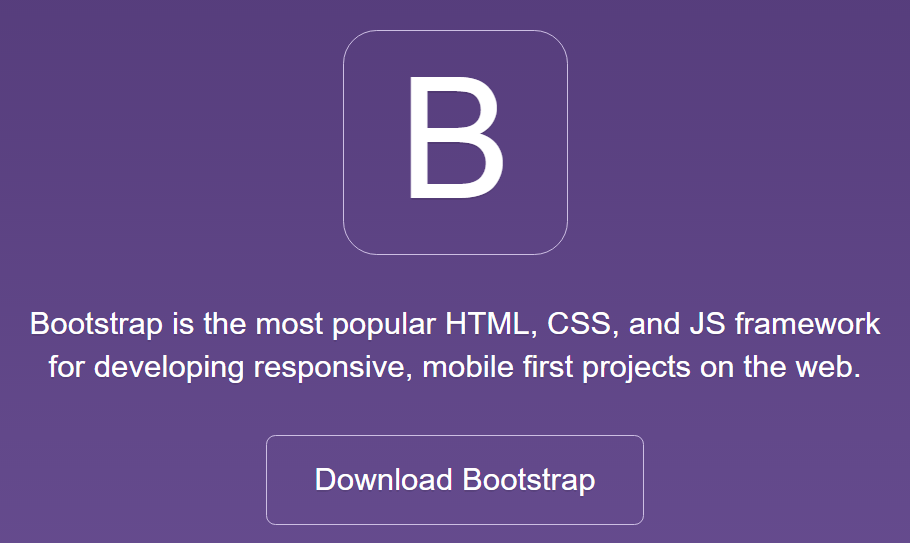 B
Bootstrap is the most popular HTML, CSS, and JS framework
for developing responsive, mobile first projects on the web.
Download Bootstrap